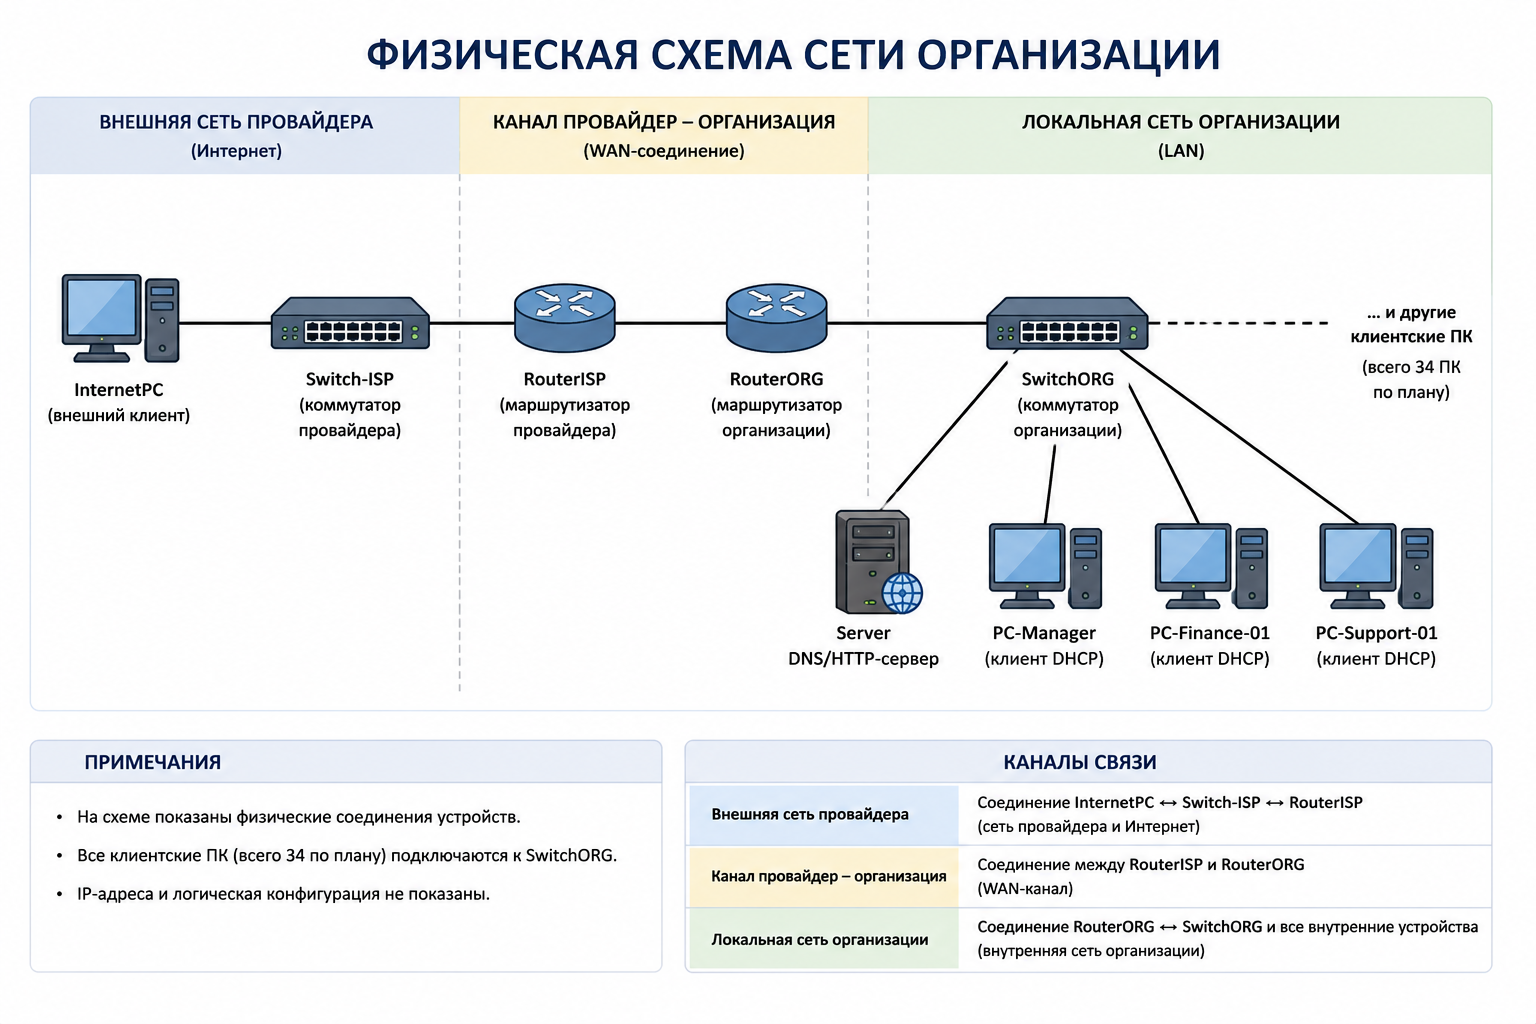 ФИЗИЧЕСКАЯ СХЕМА СЕТИ ОРГАНИЗАЦИИ
ВНЕШНЯЯ СЕТЬ ПРОВАЙДЕРА
(Интернет)
КАНАЛ ПРОВАЙДЕР – ОРГАНИЗАЦИЯ
(WAN-соединение)
ЛОКАЛЬНАЯ СЕТЬ ОРГАНИЗАЦИИ
(LAN)
InternetPC
(внешний клиент)
Switch-ISP
(коммутатор
провайдера)
RouterISP
(маршрутизатор
провайдера)
RouterORG
(маршрутизатор
организации)
SwitchORG
(коммутатор
организации)
... и другие
клиентские ПК
(всего 34 ПК
по плану)
Server
DNS/HTTP-сервер
PC-Manager
(клиент DHCP)
PC-Finance-01
(клиент DHCP)
PC-Support-01
(клиент DHCP)
ПРИМЕЧАНИЯ
• На схеме показаны физические соединения устройств.
• Все клиентские ПК (всего 34 по плану) подключаются к SwitchORG.
• IP-адреса и логическая конфигурация не показаны.
КАНАЛЫ СВЯЗИ
Внешняя сеть провайдера
Соединение InternetPC ↔ Switch-ISP ↔ RouterISP
(сеть провайдера и Интернет)
Канал провайдер – организация
Соединение между RouterISP и RouterORG
(WAN-канал)
Локальная сеть организации
Соединение RouterORG ↔ SwitchORG и все внутренние устройства
(внутренняя сеть организации)